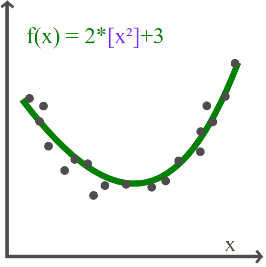 f(x) = 2*[x²]+3
x